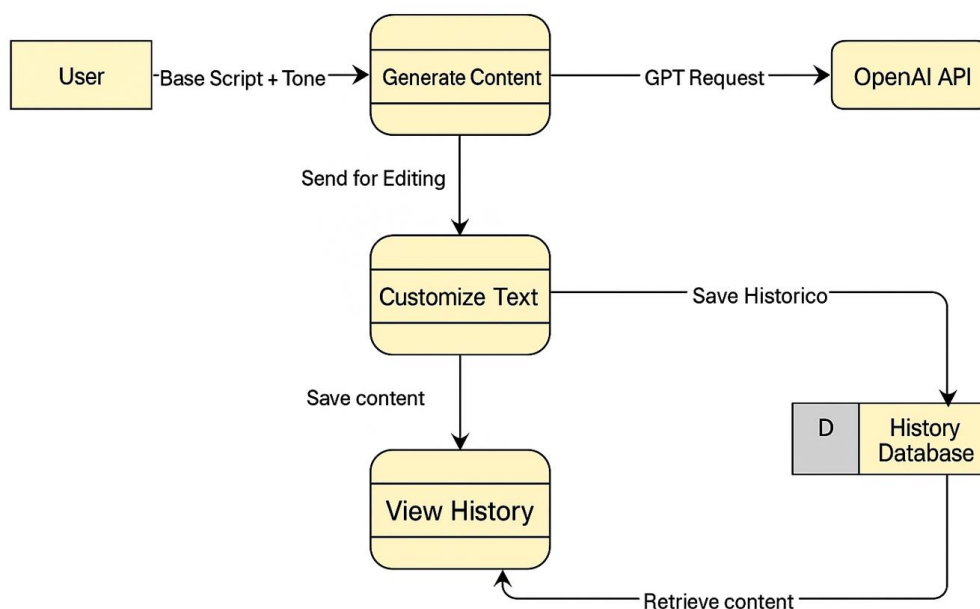 User
Base Script + Tone
Generate Content
GPT Request
OpenAI API
Send for Editing
Customize Text
Save Historico
Save content
D
History
Database
View History
Retrieve content